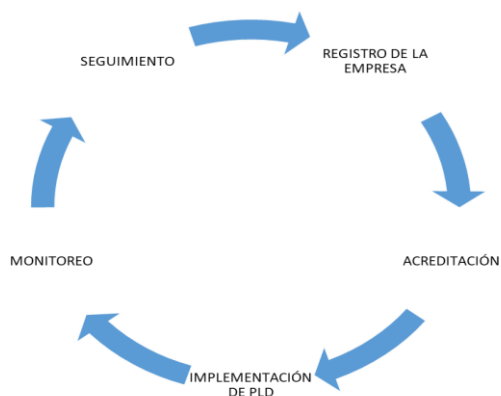 SEGUIMIENTO
REGISTRO DE LA
EMPRESA
ACREDITACIÓN
IMPLEMENTACIÓN
DE PLD
MONITOREO